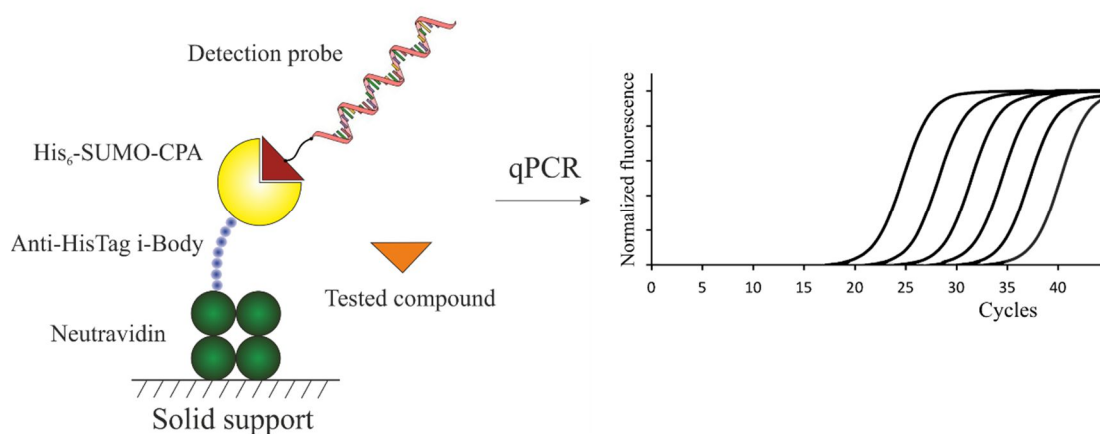 Detection probe
His₆-SUMO-CPA
Anti-HisTag i-Body
Tested compound
Neutravidin
Solid support
qPCR
Normalized fluorescence
0 5 10 15 20 25 30 35 40
Cycles